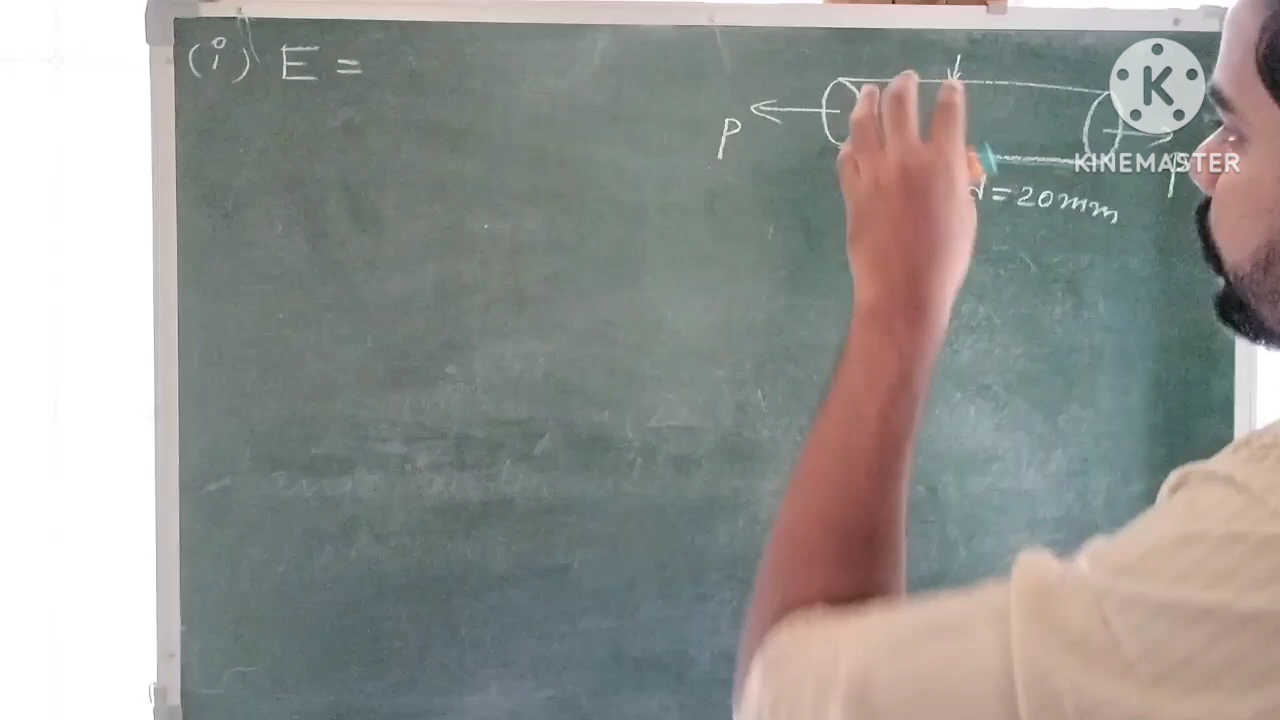 (i) E =
P
P
d = 20mm
K
KINEMASTER